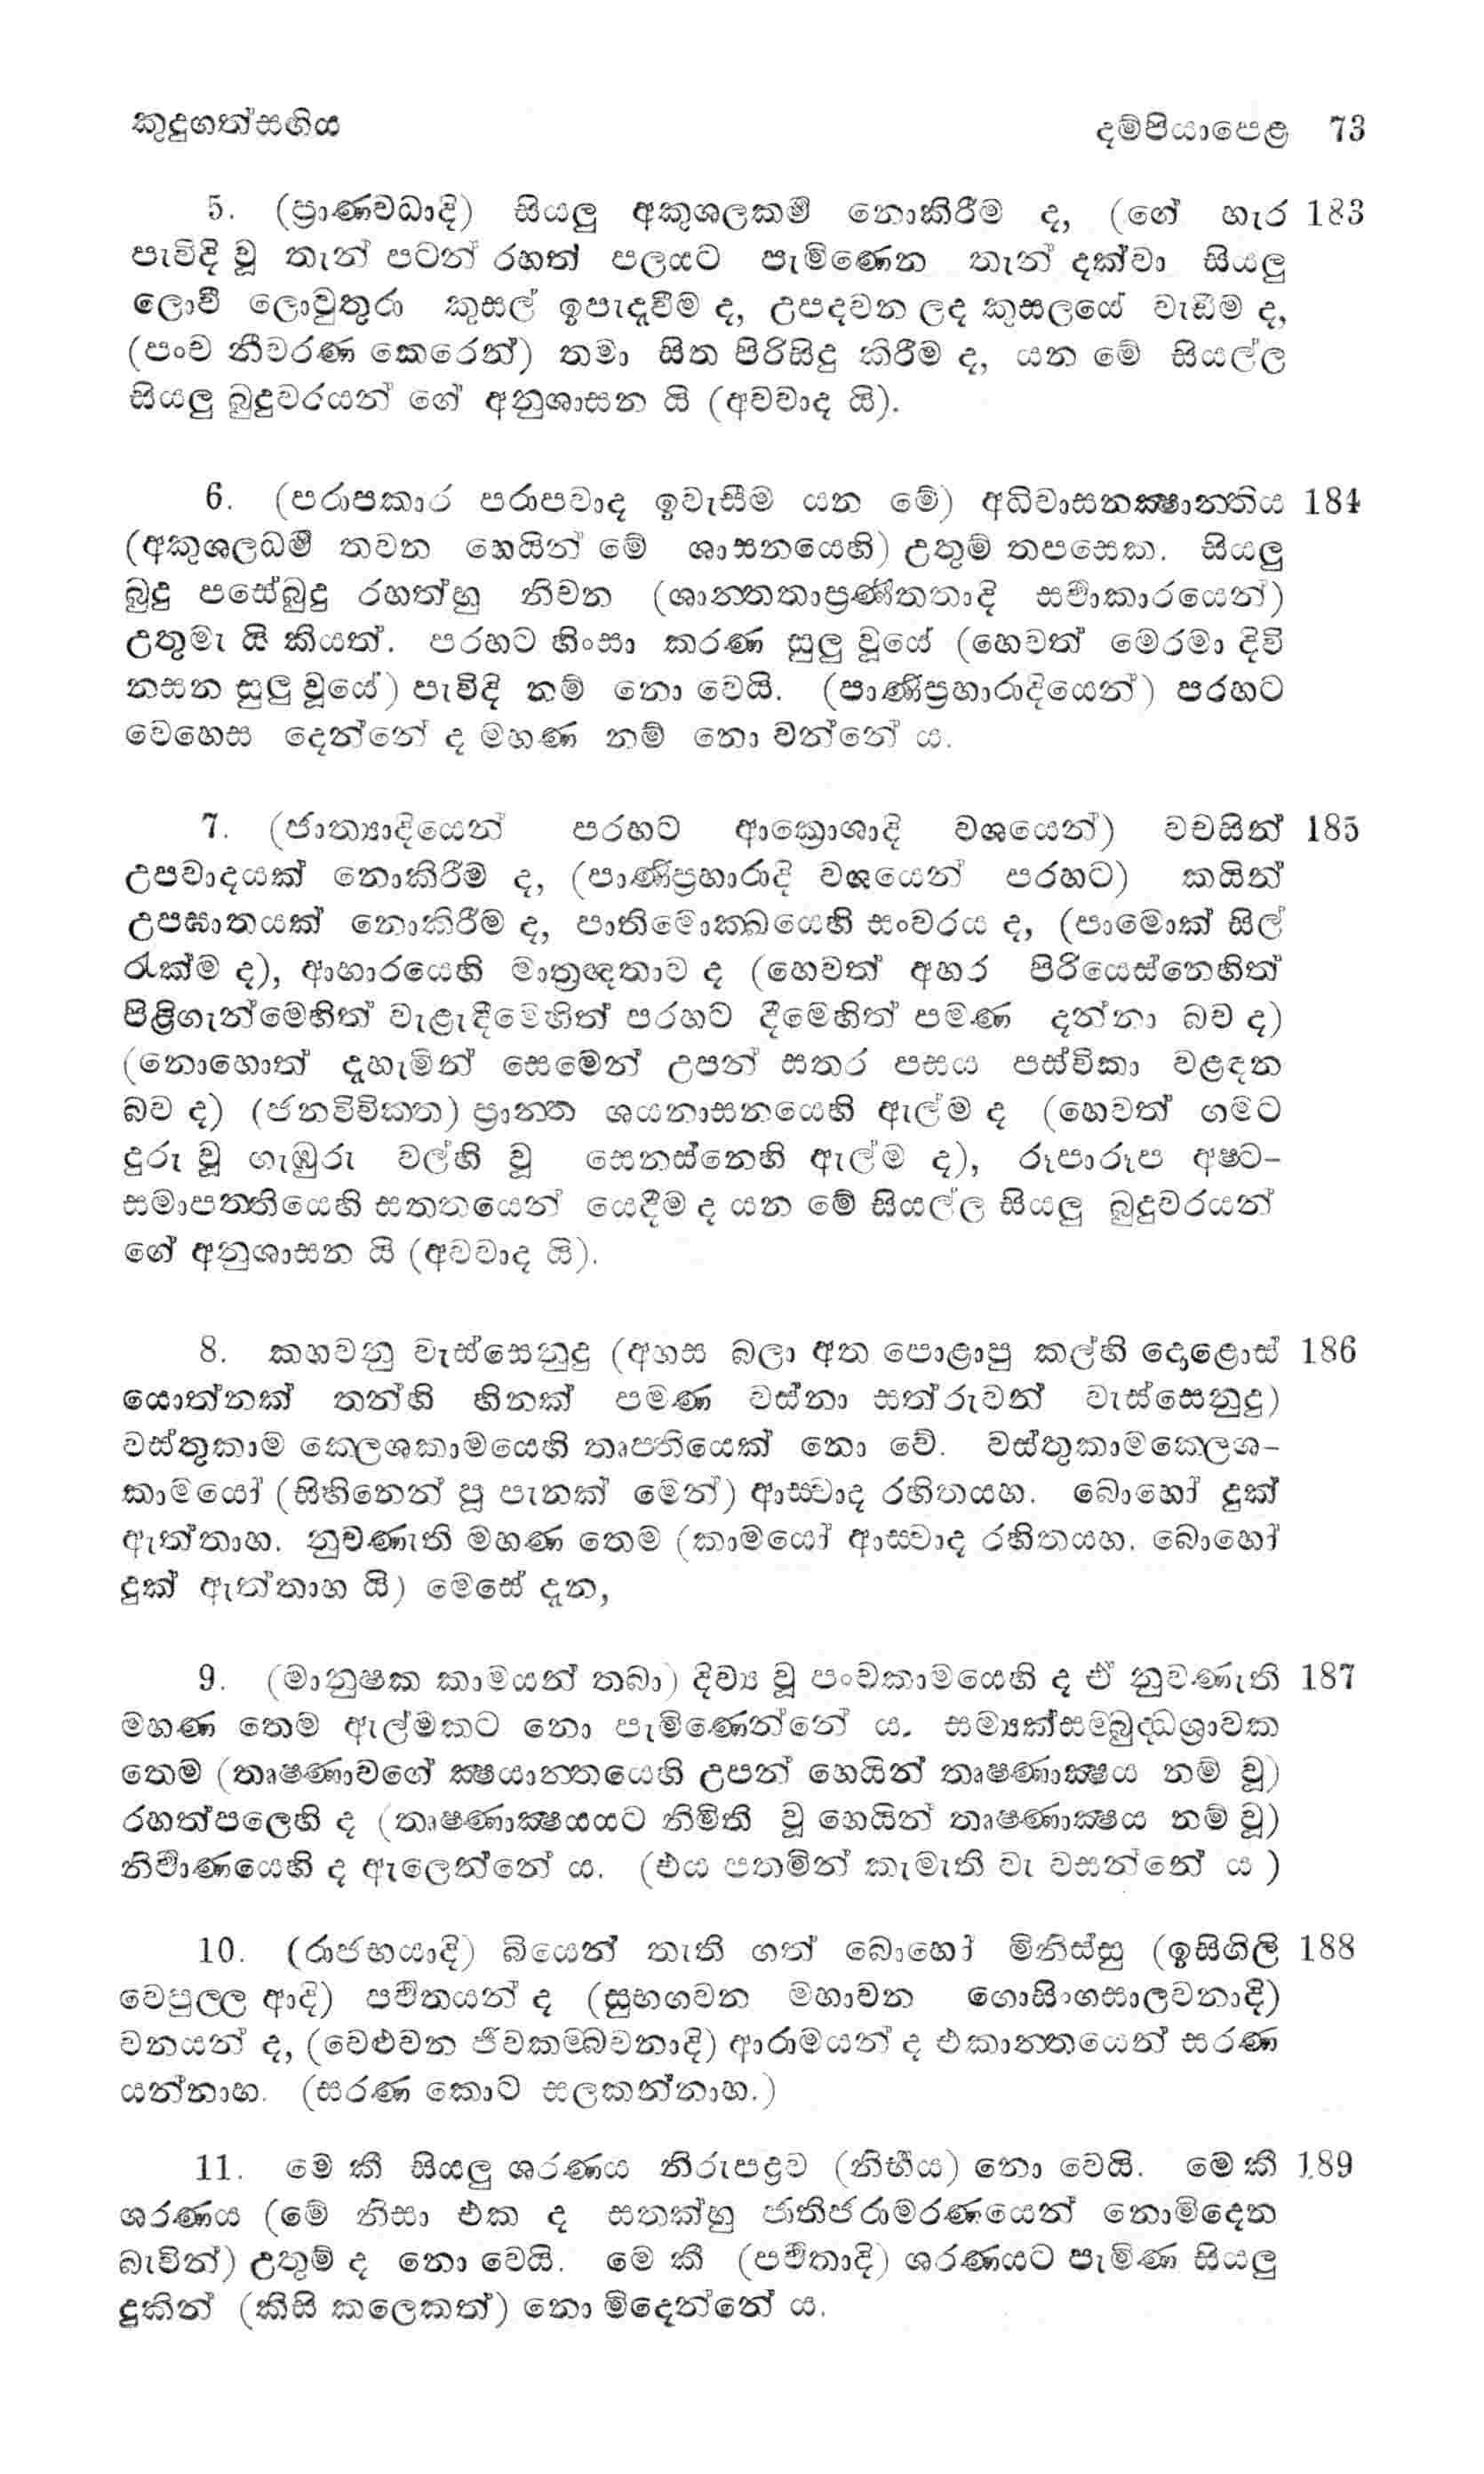 කුදුගත්සඟිය දම්පියාපෙළ 73
5. (ප්‍රාණවධාදි) සියලු අකුශලකර්‍ම නොකිරීම ද, (ගේ හැර 183
පැවිදි වූ තැන් පටන් රහත් පලයට පැමිණෙන තැන් දක්වා සියලු
ලොවී ලොවුතුරා කුසල් ඉපැදැවීම ද, උපදවන ලද කුසලයේ වැඩීම ද,
(පංච නීවරණ කෙරෙන්) තමා සිත පිරිසිදු කිරීම ද, යන මේ සියල්ල
සියලු බුදුවරයන් ගේ අනුශාසන යි (අවවාද යි).
6. (පරාපකාර පරාපවාද ඉවැසීම යන මේ) අධිවාසනක්‍ෂාන්‍තිය 184
(අකුශලධර්‍ම තවන හෙයින් මේ ශාසනයෙහි) උතුම් තපසෙක. සියලු
බුදු පසේබුදු රහත්හු නිවන (ශාන්‍තතාප්‍රණීතතාදි සර්‍වාකාරයෙන්)
උතුමැ යි කියත්. පරහට හිංසා කරණ සුලු වූයේ (හෙවත් මෙරමා දිවි
නසන සුලු වූයේ) පැවිදි නම් නො වෙයි. (පාණිප්‍රහාරාදියෙන්) පරහට
වෙහෙස දෙන්නේ ද මහණ නම් නො වන්නේ ය.
7. (ජාත්‍යාදියෙන් පරහට ආක්‍රොශාදි වශයෙන්) වචසින් 185
උපවාදයක් නොකිරීම ද, (පාණිප්‍රහාරාදි වශයෙන් පරහට) කයින්
උපඝාතයක් නොකිරීම ද, පාතිමොක්‍ඛයෙහි සංවරය ද, (පාමොක් සිල්
රැක්ම ද), ආහාරයෙහි මාත්‍රඥතාව ද (හෙවත් අහර පිරියෙස්නෙහිත්
පිළිගැන්මෙහිත් වැළැදීමෙහිත් පරහට දීමෙහිත් පමණ දන්නා බව ද)
(නොහොත් දැහැමින් සෙමෙන් උපන් සතර පසය පස්විකා වළඳන
බව ද) (ජනවිවික්ත) ප්‍රාන්‍ත ශයනාසනයෙහි ඇල්ම ද (හෙවත් ගමට
දුරු වූ ගැඹුරු වල්හි වූ සෙනස්නෙහි ඇල්ම ද), රූපාරූප අෂ්ට-
සමාපත්තියෙහි සතතයෙන් යෙදීම ද යන මේ සියල්ල සියලු බුදුවරයන්
ගේ අනුශාසන යි (අවවාද යි).
8. කහවනු වැස්සෙනුදු (අහස බලා අත පොළාපු කල්හි දොළොස් 186
යොත්නක් තන්හි හිනක් පමණ වස්නා සත්රුවන් වැස්සෙනුදු)
වස්තුකාම ක්ලෙශකාමයෙහි තෘප්තියෙක් නො වේ. වස්තුකාමක්ලෙශ-
කාමයෝ (සිහිනෙන් පූ පැනක් මෙන්) ආස්වාද රහිතයහ. බොහෝ දුක්
ඇත්තාහ. නුවණැති මහණ තෙම (කාමයෝ ආස්වාද රහිතයහ. බොහෝ
දුක් ඇත්තාහ යි) මෙසේ දැන,
9. (මානුෂක කාමයන් තබා) දිව්‍ය වූ පංචකාමයෙහි ද ඒ නුවණැති 187
මහණ තෙම ඇල්මකට නො පැමිණෙන්නේ ය. සම්‍යක්සම්බුද්‍ධශ්‍රාවක
තෙම (තෘෂ්ණාවගේ ක්‍ෂයාන්‍තයෙහි උපන් හෙයින් තෘෂ්ණාක්‍ෂය නම් වූ)
රහත්පලෙහි ද (තෘෂ්ණාක්‍ෂයයට නිමිති වූ හෙයින් තෘෂ්ණාක්‍ෂය නම් වූ)
නිර්‍වාණයෙහි ද ඇලෙන්නේ ය. (එය පතමින් කැමැති වැ වසන්නේ ය )
10. (රාජභයාදි) බියෙන් තැති ගත් බොහෝ මිනිස්සු (ඉසිගිලි 188
වෙපුල්ල ආදි) පර්‍වතයන් ද (සුභගවන මහාවන ගොසිංගසාලවනාදි)
වනයන් ද, (වෙළුවන ජීවකම්බවනාදි) ආරාමයන් ද එකාන්‍තයෙන් සරණ
යන්නාහ. (සරණ කොට සලකන්නාහ.)
11. මෙ කී සියලු ශරණය නිරුපද්‍රව (නිර්‍භය) නො වෙයි. මෙ කී 189
ශරණය (මේ නිසා එක ද සතක්හු ජාතිජරාමරණයෙන් නොමිදෙන
බැවින්) උතුම් ද නො වෙයි. මෙ කී (පර්‍වතාදි) ශරණයට පැමිණ සියලු
දුකින් (කිසි කලෙකත්) නො මිදෙන්නේ ය.